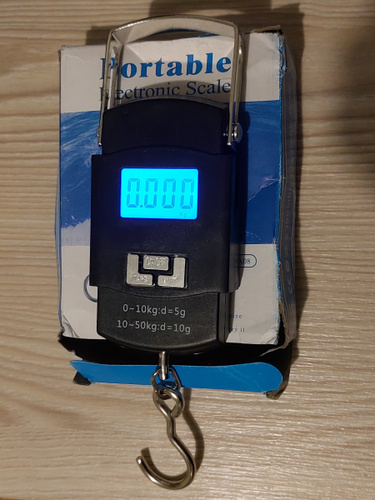 Portable
Electronic Scale
0.000
0~10kg:d=5g
10~50kg:d=10g